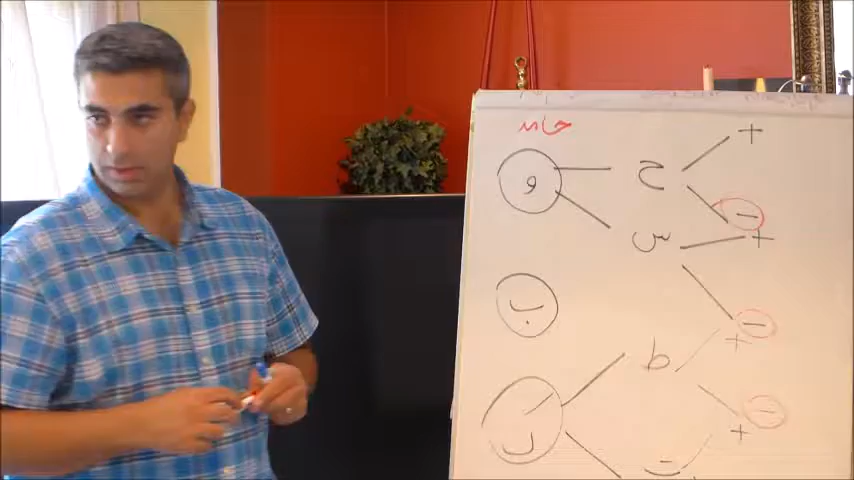 حامد
و ح +
−
س +
−
ب
ط +
−
ل ت +
−